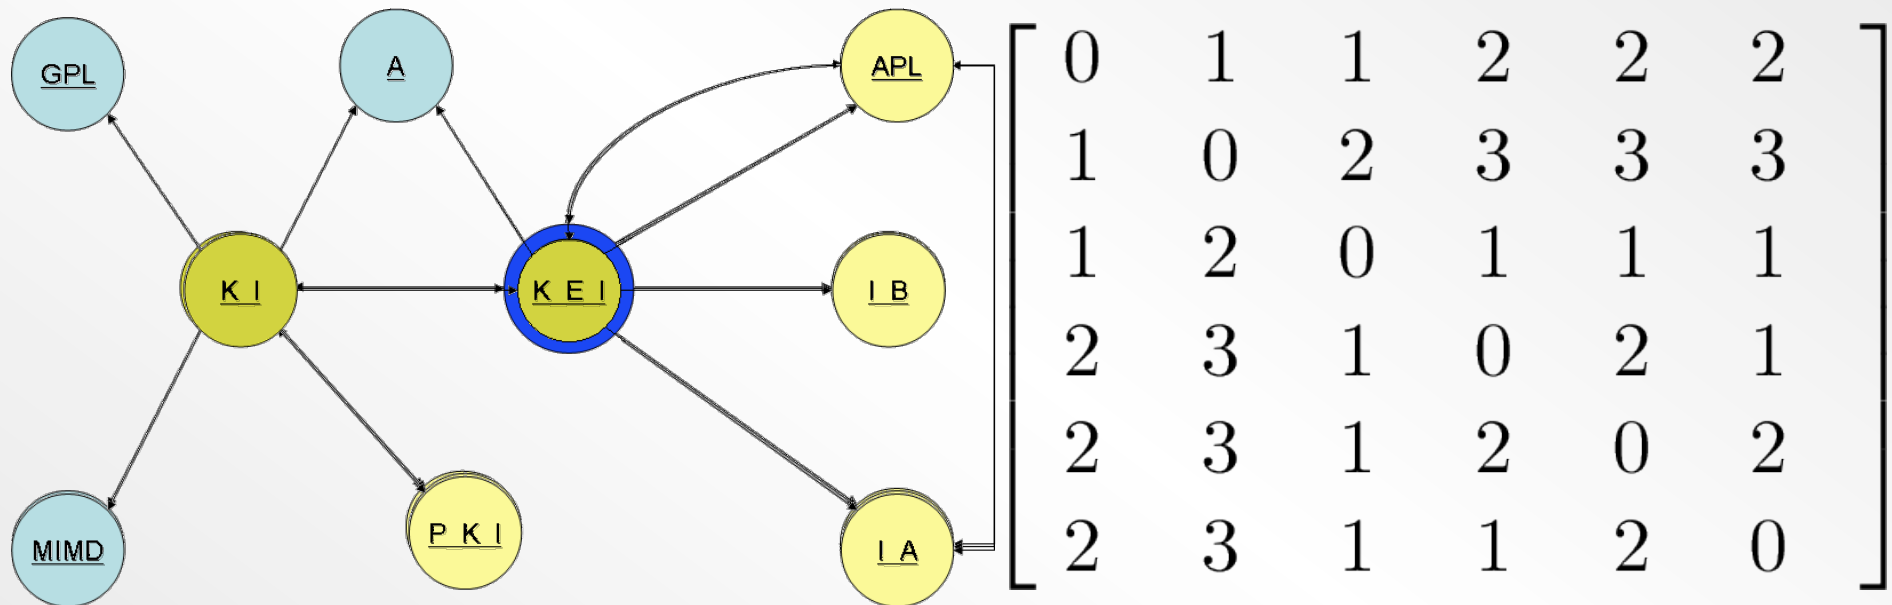 GPL
A
APL
K I
K E I
I B
MIMD
P K I
I A
0 1 1 2 2 2
1 0 2 3 3 3
1 2 0 1 1 1
2 3 1 0 2 1
2 3 1 2 0 2
2 3 1 1 2 0